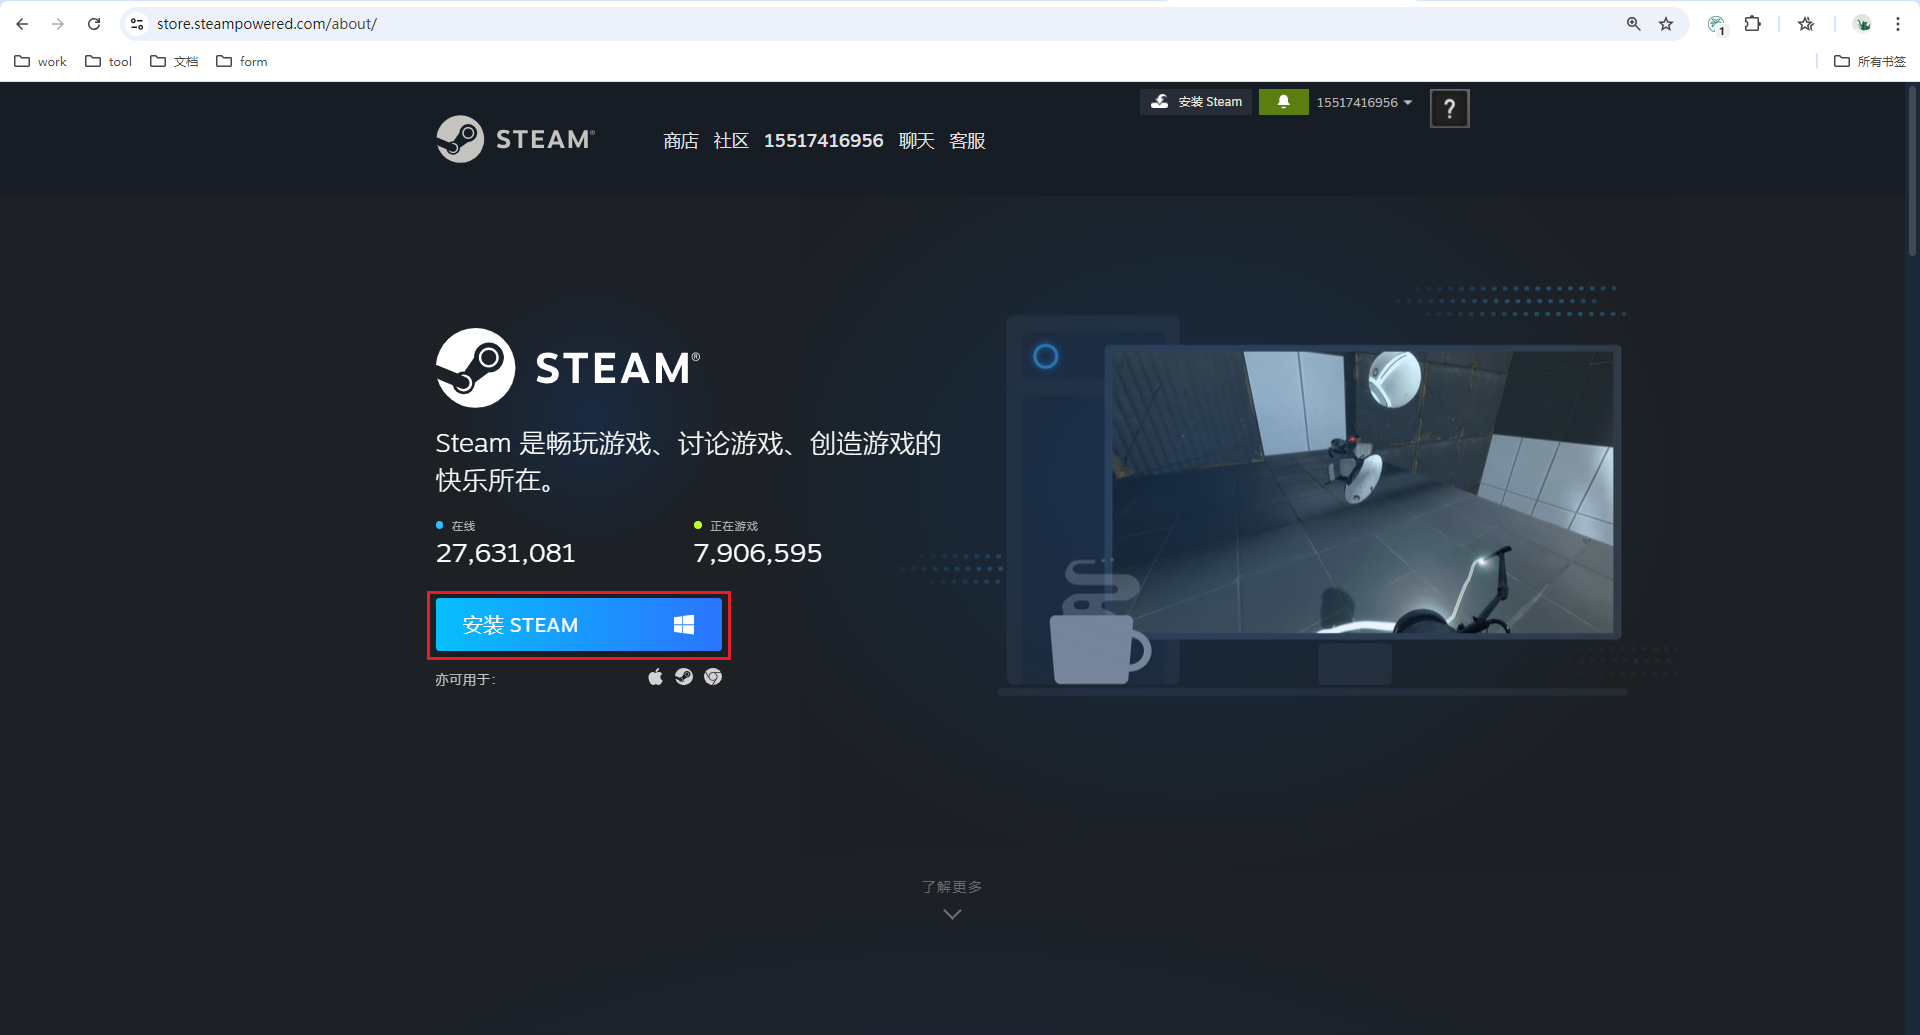 store.steampowered.com/about/
1
work
tool
文档
form
所有书签
安装 Steam
15517416956
?
STEAM®
商店 社区 15517416956 聊天 客服
STEAM®
Steam 是畅玩游戏、讨论游戏、创造游戏的
快乐所在。
在线
正在游戏
27,631,081
7,906,595
安装 STEAM
亦可用于：
了解更多